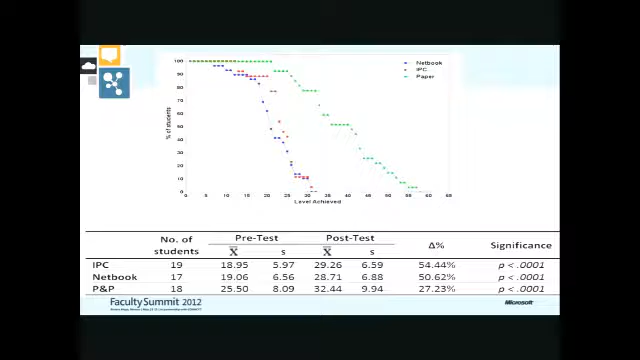 Netbook
IPC
Paper
% of students
100
90
80
70
60
50
40
30
20
10
0
0 5 10 15 20 25 30 35 40 45 50 55 60 65
Level Achieved
No. of students Pre-Test Post-Test Δ% Significance
X̅ s X̅ s
IPC 19 18.95 5.97 29.26 6.59 54.44% p < .0001
Netbook 17 19.06 6.56 28.71 6.88 50.62% p < .0001
P&P 18 25.50 8.09 32.44 9.94 27.23% p < .0001
FacultySummit 2012
Microsoft